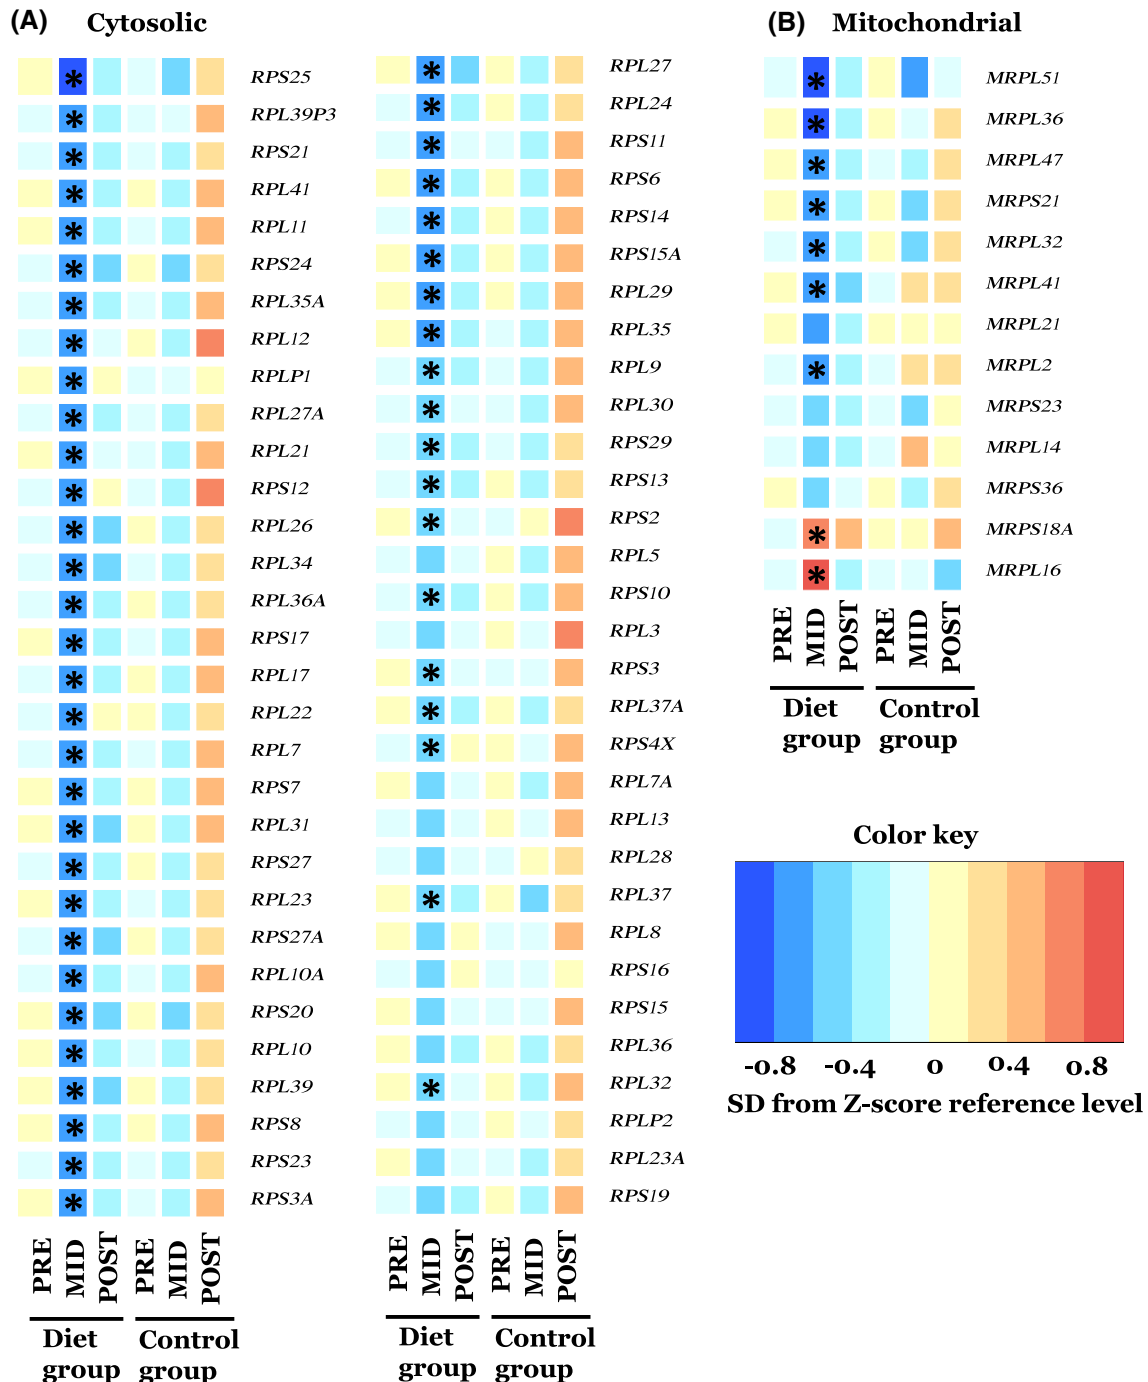 (A) Cytosolic
RPS25
RPL39P3
RPS21
RPL41
RPL11
RPS24
RPL35A
RPL12
RPLP1
RPL27A
RPL21
RPS12
RPL26
RPL34
RPL36A
RPS17
RPL17
RPL22
RPL7
RPS7
RPL31
RPS27
RPL23
RPS27A
RPL10A
RPS20
RPL10
RPL39
RPS8
RPS23
RPS3A
PRE MID POST PRE MID POST
Diet group Control group
RPL27
RPL24
RPS11
RPS6
RPS14
RPS15A
RPL29
RPL35
RPL9
RPL30
RPS29
RPS13
RPS2
RPL5
RPS10
RPL3
RPS3
RPL37A
RPS4X
RPL7A
RPL13
RPL28
RPL37
RPL8
RPS16
RPS15
RPL36
RPL32
RPLP2
RPL23A
RPS19
PRE MID POST PRE MID POST
Diet group Control group
(B) Mitochondrial
MRPL51
MRPL36
MRPL47
MRPS21
MRPL32
MRPL41
MRPL21
MRPL2
MRPS23
MRPL14
MRPS36
MRPS18A
MRPL16
PRE MID POST PRE MID POST
Diet group Control group
Color key
-0.8 -0.4 0 0.4 0.8
SD from Z-score reference level